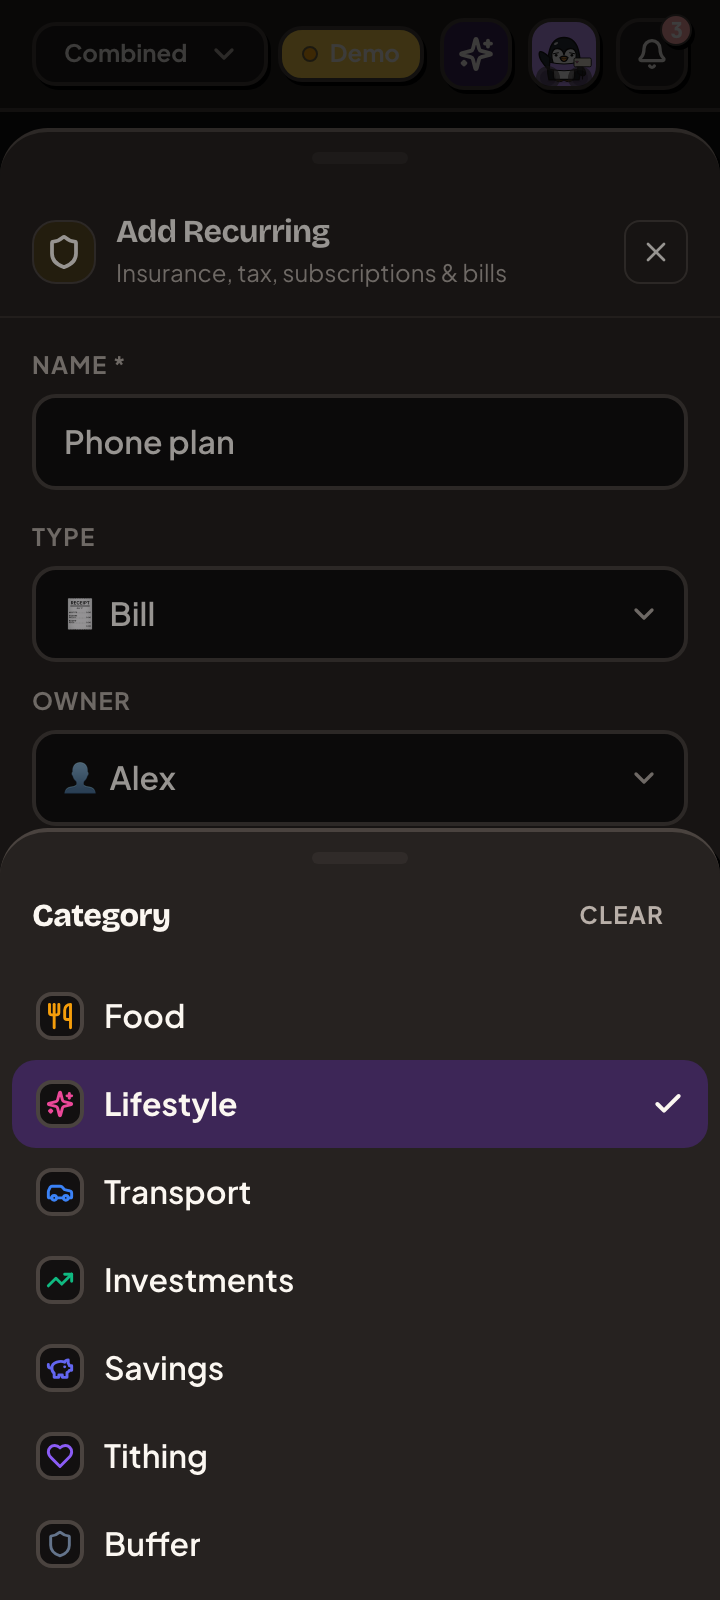 Combined
Demo
3
Add Recurring
Insurance, tax, subscriptions & bills
NAME *
Phone plan
TYPE
RECEIPT
Bill
OWNER
Alex
Category
CLEAR
Food
Lifestyle
Transport
Investments
Savings
Tithing
Buffer